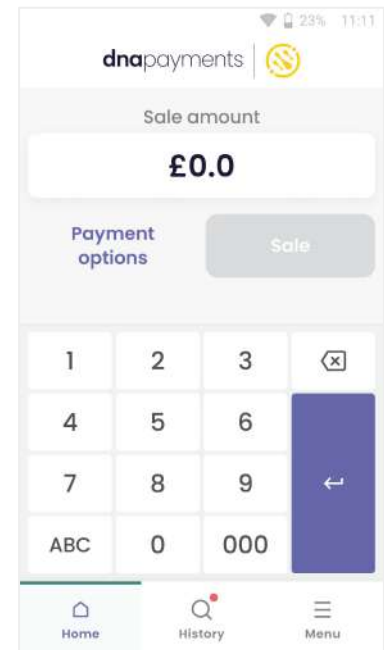 23% 11:11
dnapayments
Sale amount
£0.0
Payment
options
Sale
1 2 3
4 5 6
7 8 9
ABC 0 000
Home History Menu